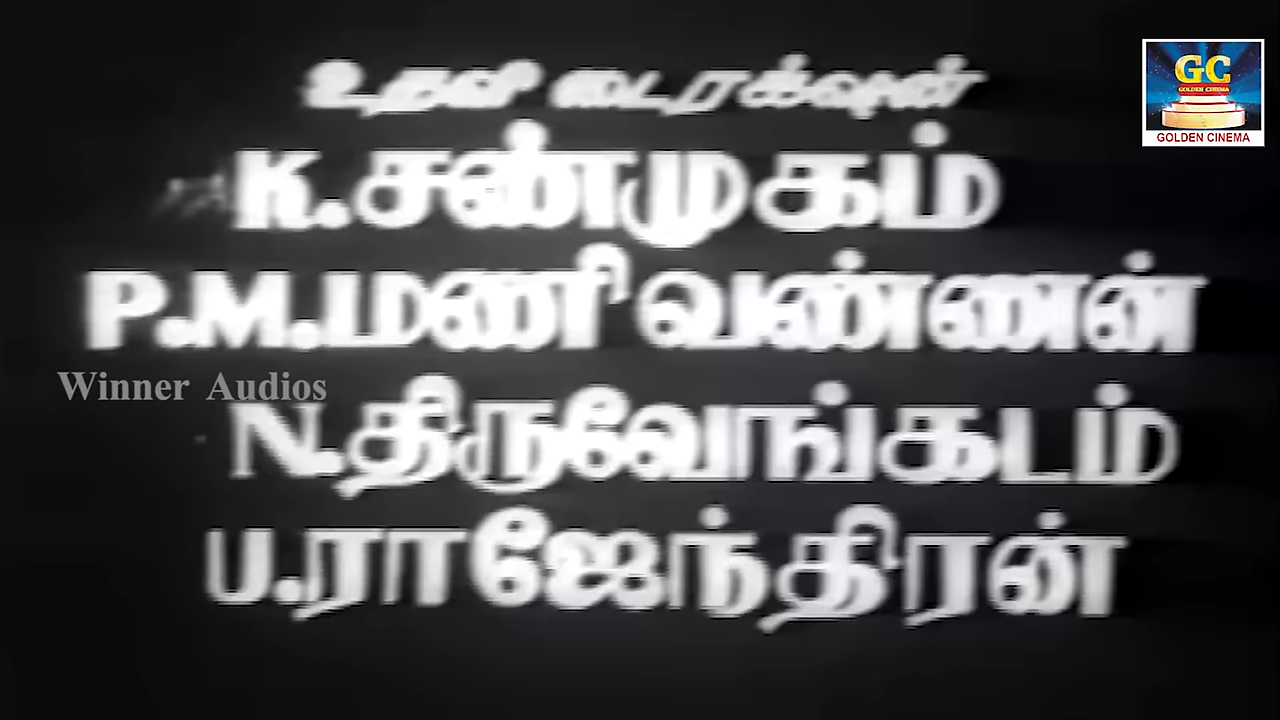 உதவி டைரக்‌ஷன்
GC
GOLDEN CINEMA
GOLDEN CINEMA
K.சண்முகம்
P.M.மணிவண்ணன்
Winner Audios
N.திருவேங்கடம்
ப.ராஜேந்திரன்